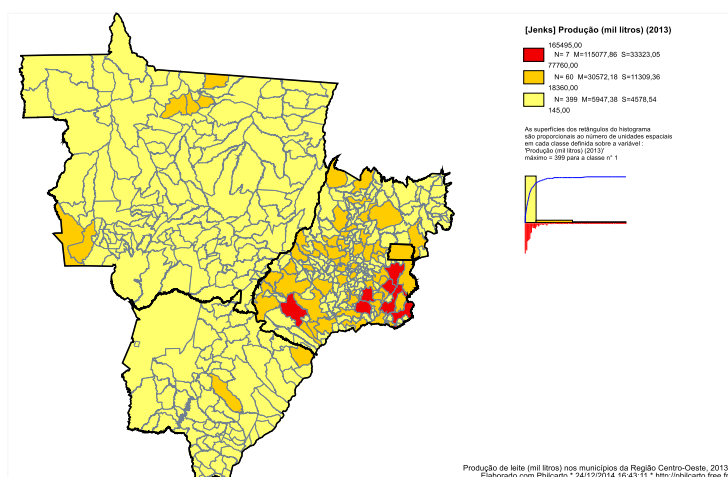 [Jenks] Produção (mil litros) (2013)
165495,00
N= 7 M=115077,86 S=33323,05
77760,00
N= 60 M=30572,18 S=11309,36
18360,00
N= 399 M=5947,38 S=4578,54
145,00
As superfícies dos retângulos do histograma
são proporcionais ao número de unidades espaciais
em cada classe definida sobre a variável :
'Produção (mil litros) (2013)'
máximo = 399 para a classe n° 1
Produção de leite (mil litros) nos municípios da Região Centro-Oeste, 2013
Elaborado com Philcarto * 24/12/2014 16:43:11 * http://philcarto.free.fr